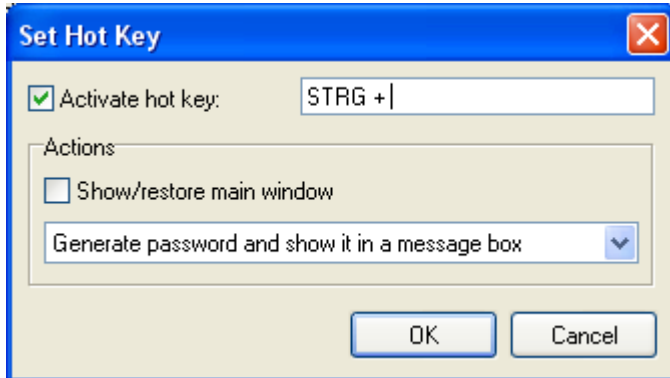 Set Hot Key
Activate hot key: STRG +
Actions
Show/restore main window
Generate password and show it in a message box
OK Cancel